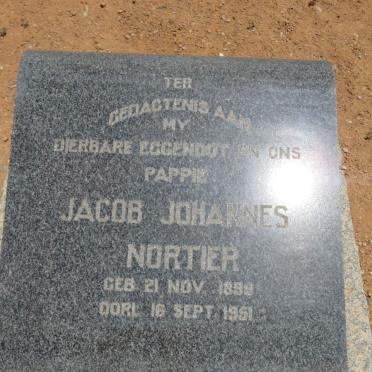 TER
GEDAGTENIS AAN
MY
DIERBARE EGGENOOT EN ONS
PAPPIE
JACOB JOHANNES
NORTIER
GEB. 21 NOV. 1899
OORL. 16 SEPT. 1951